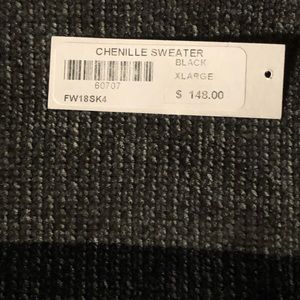 CHENILLE SWEATER
BLACK
XLARGE
60707
FW18SK4
$ 148.00